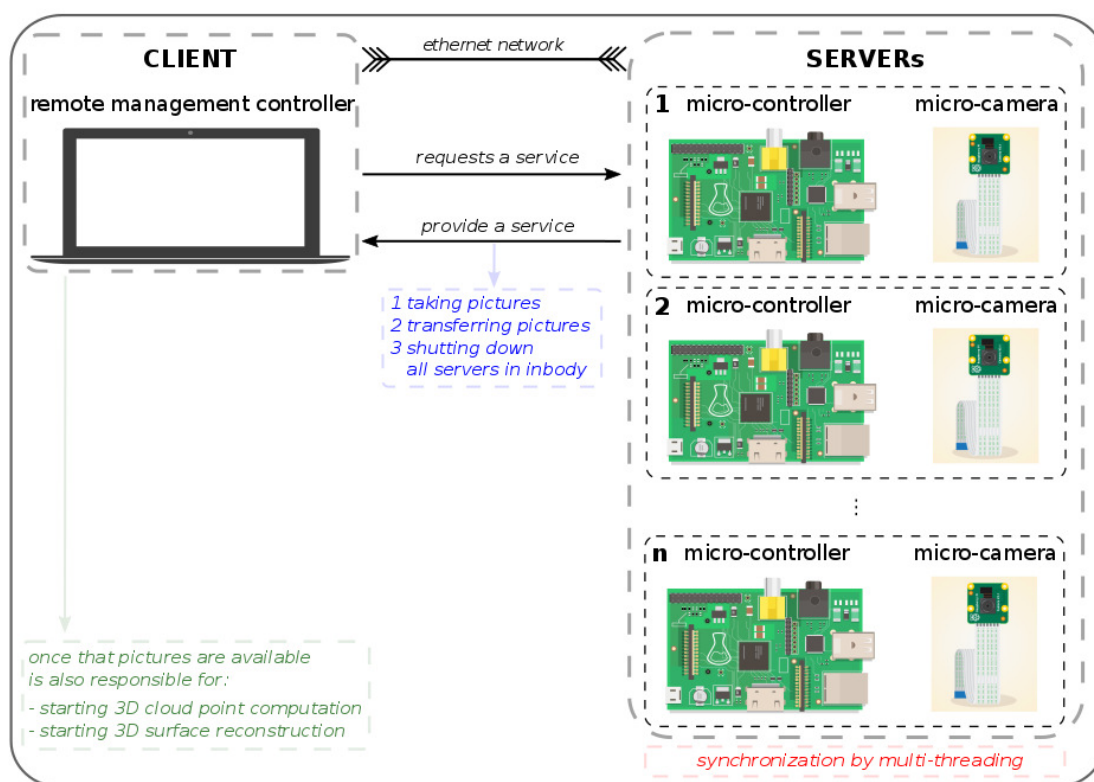 CLIENT
remote management controller
ethernet network
requests a service
provide a service
1 taking pictures
2 transferring pictures
3 shutting down
all servers in inbody
once that pictures are available
is also responsible for:
- starting 3D cloud point computation
- starting 3D surface reconstruction
SERVERs
1 micro-controller micro-camera
2 micro-controller micro-camera
⋮
n micro-controller micro-camera
synchronization by multi-threading